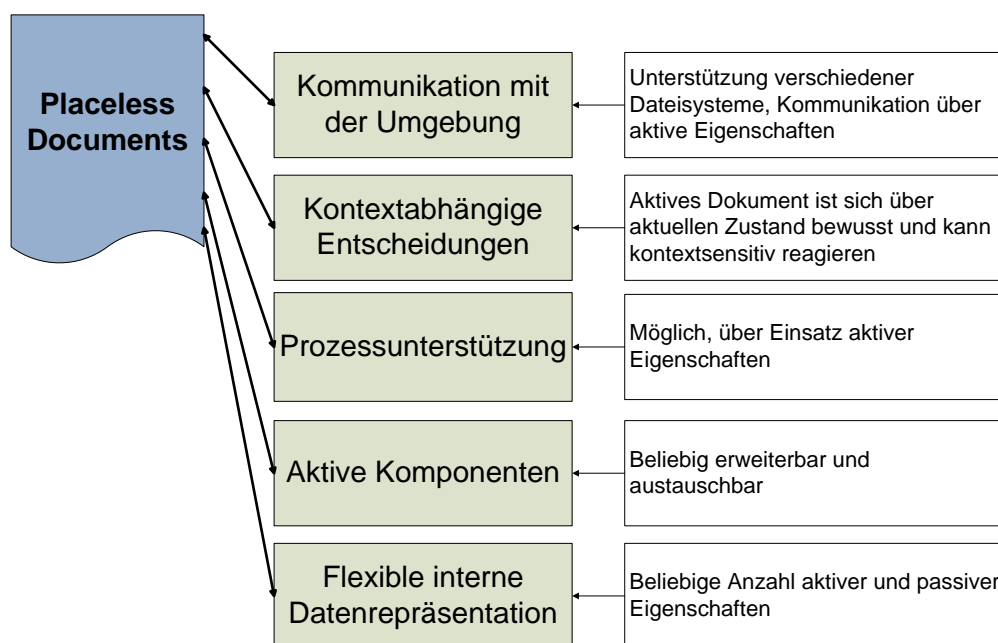 Placeless
Documents
Kommunikation mit
der Umgebung
Unterstützung verschiedener
Dateisysteme, Kommunikation über
aktive Eigenschaften
Kontextabhängige
Entscheidungen
Aktives Dokument ist sich über
aktuellen Zustand bewusst und kann
kontextsensitiv reagieren
Prozessunterstützung
Möglich, über Einsatz aktiver
Eigenschaften
Aktive Komponenten
Beliebig erweiterbar und
austauschbar
Flexible interne
Datenrepräsentation
Beliebige Anzahl aktiver und passiver
Eigenschaften